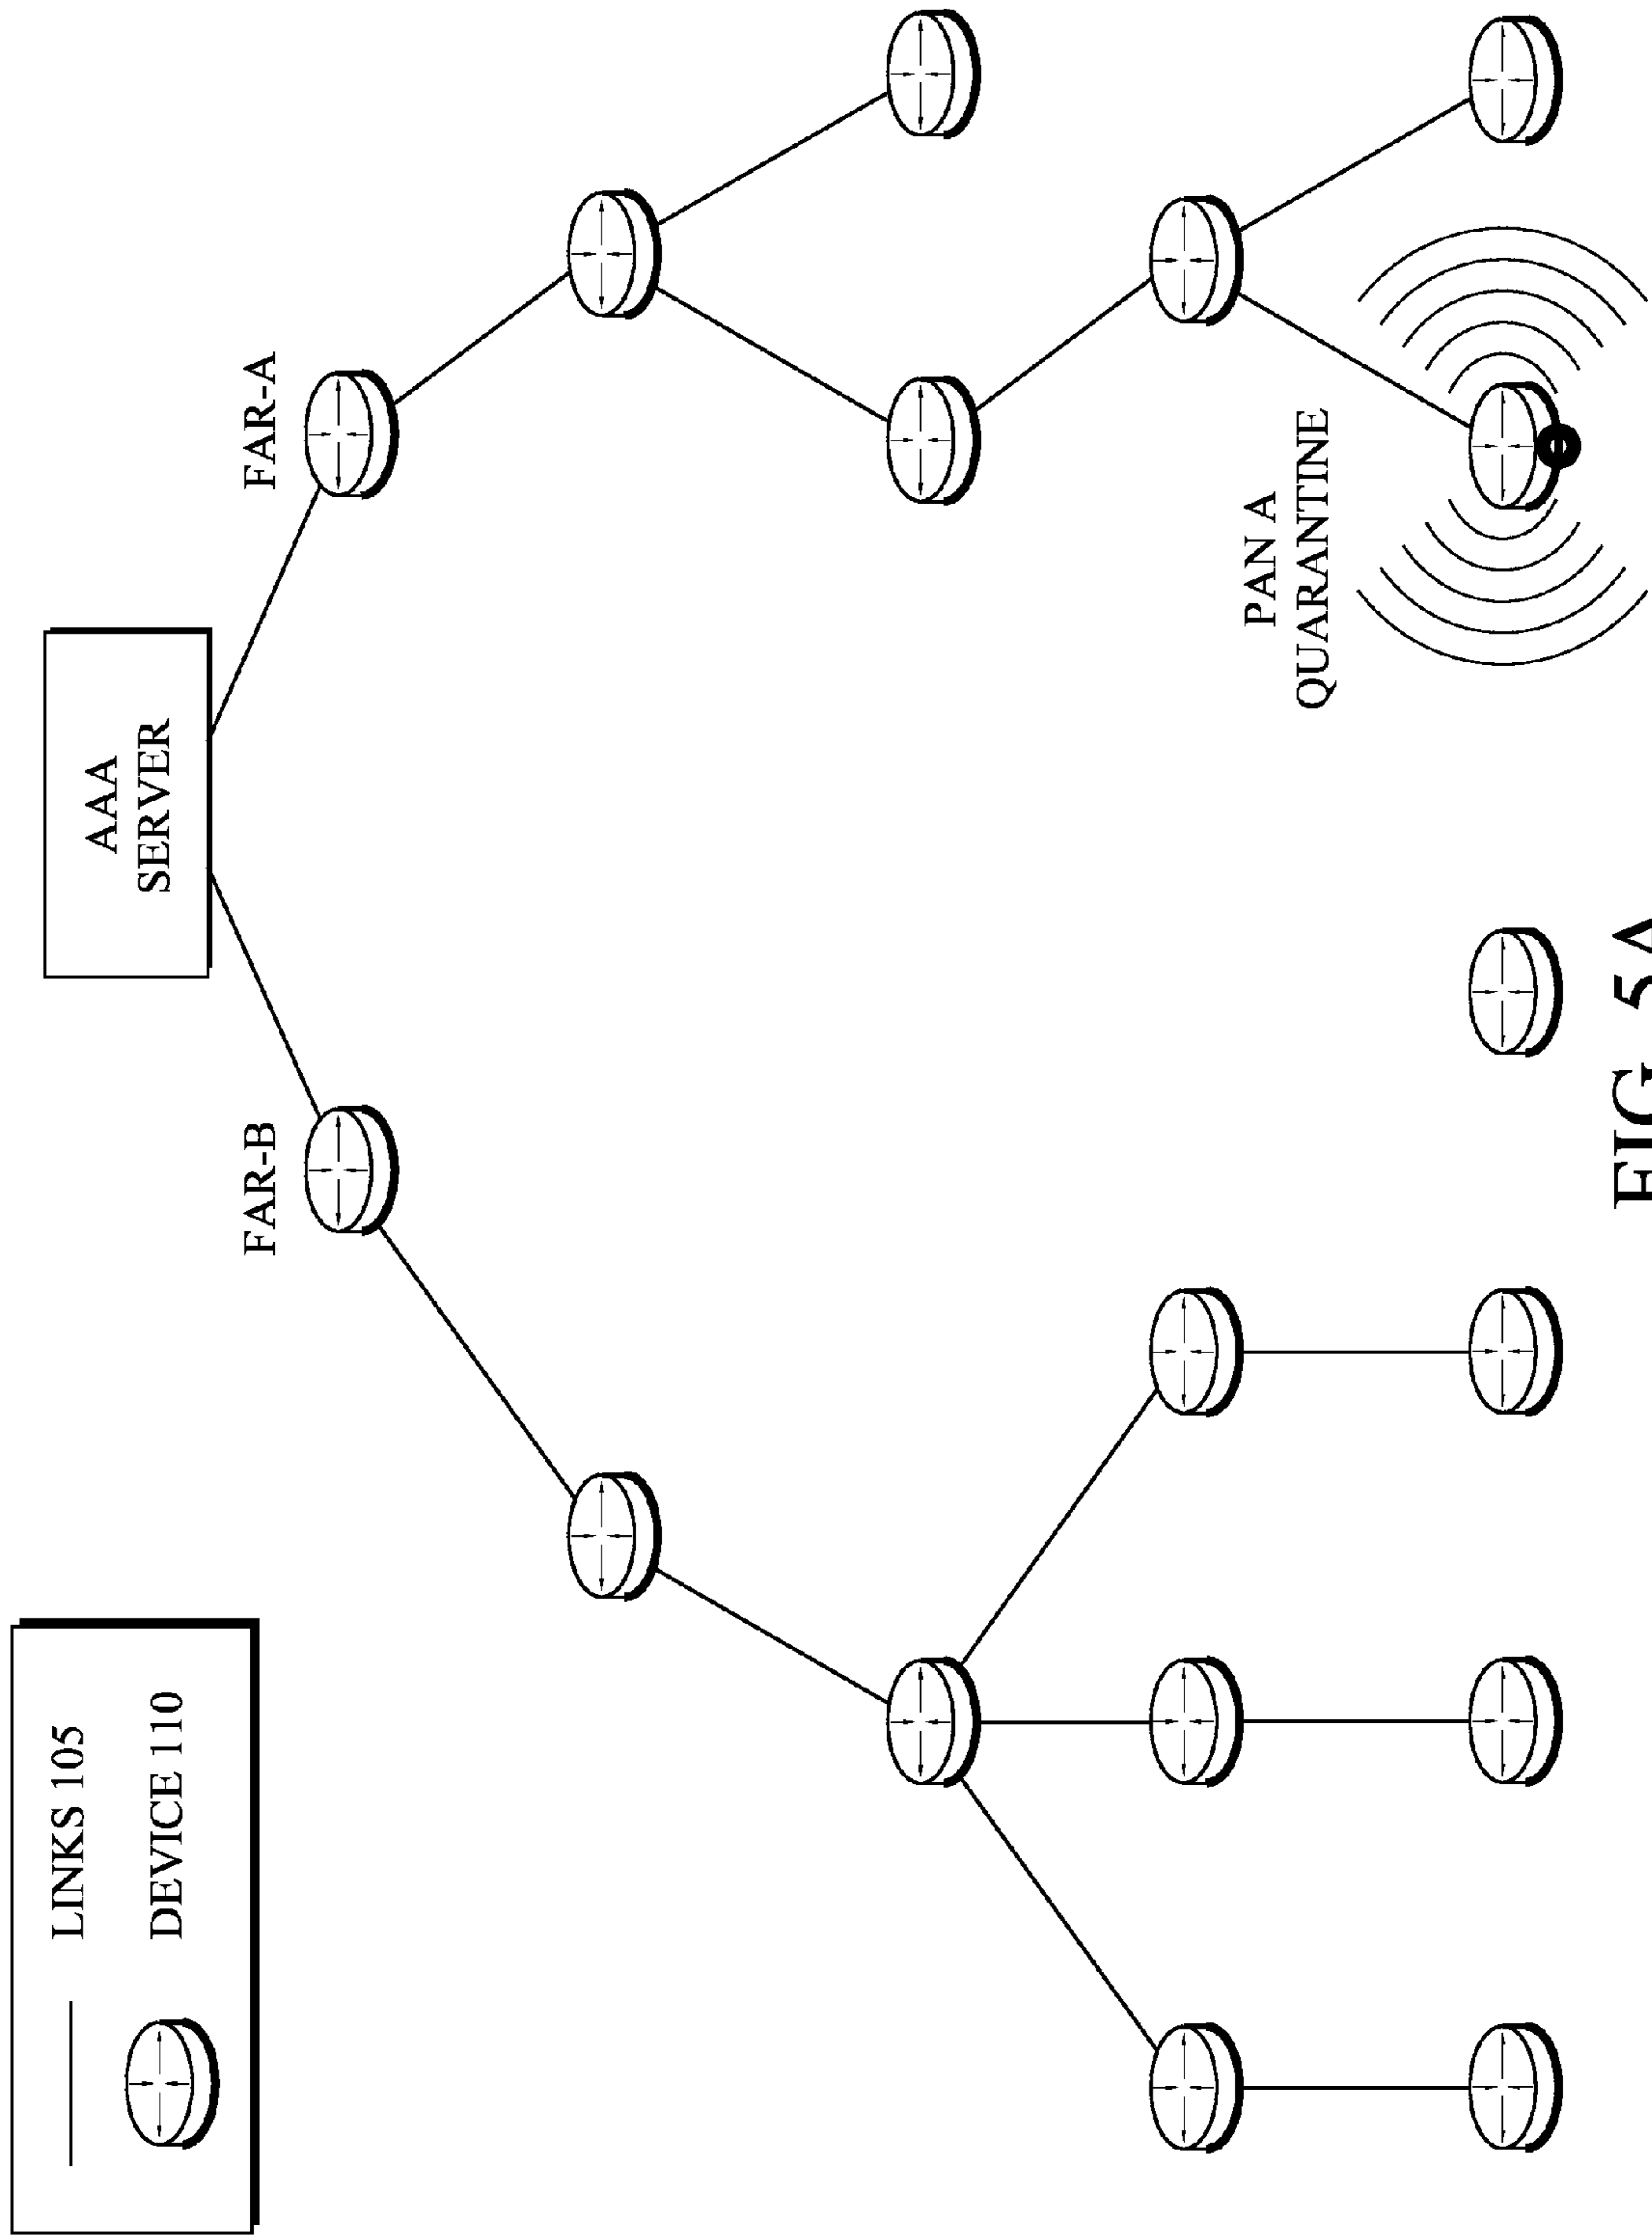 LINKS 105
DEVICE 110
AAA
SERVER
FAR-B
FAR-A
PAN A
QUARANTINE
FIG. 5A